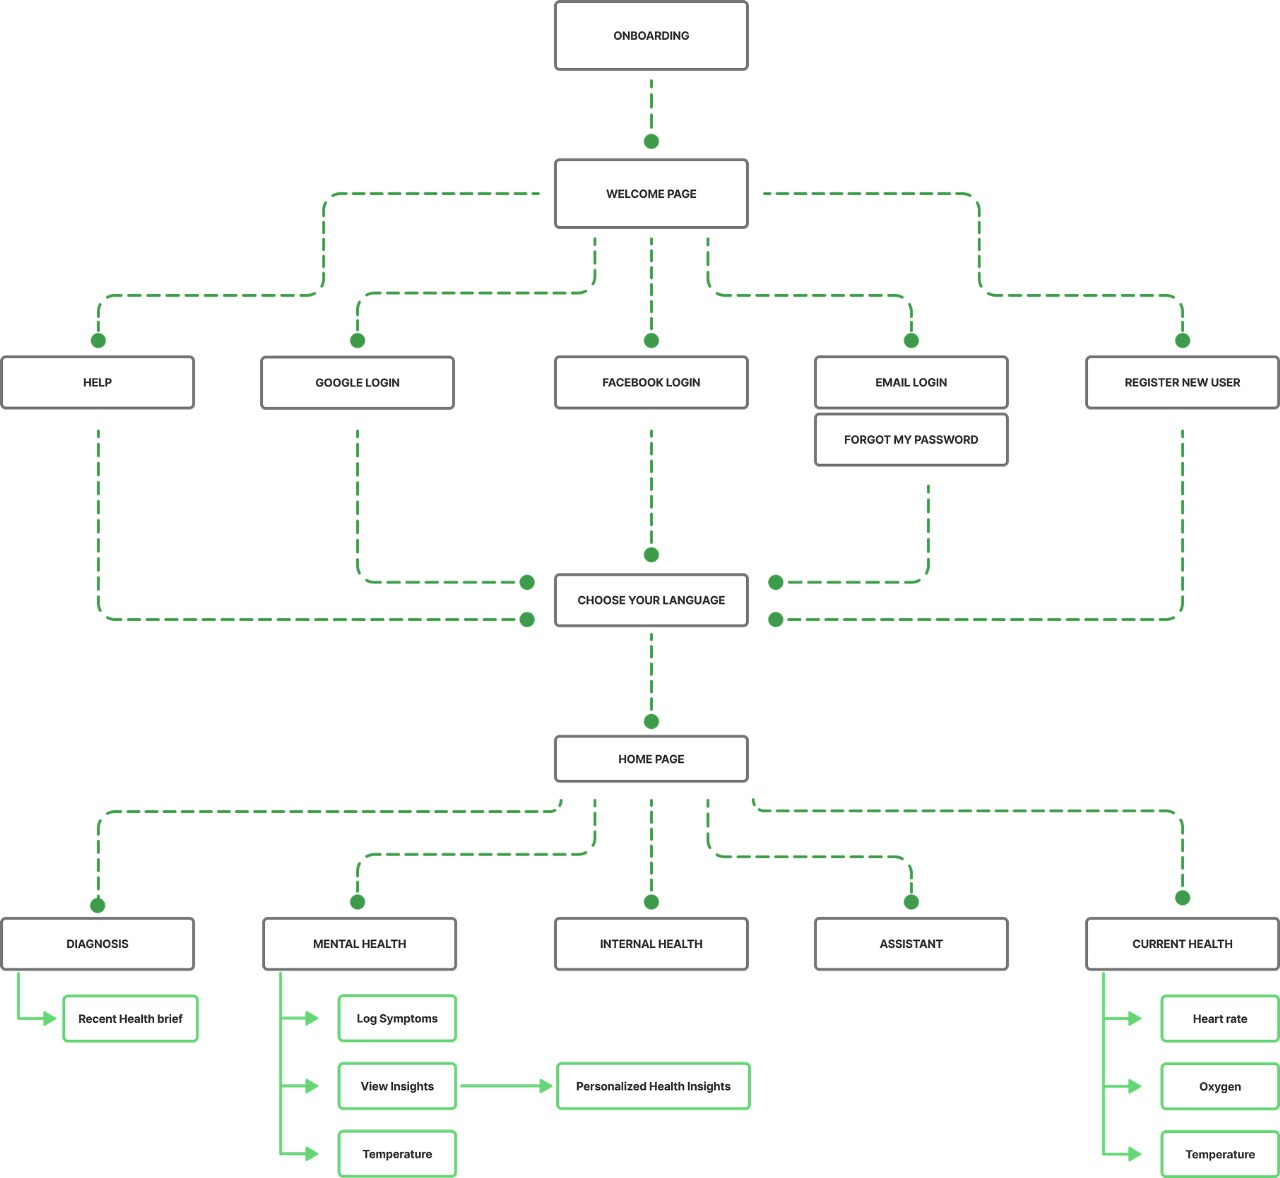 ONBOARDING
WELCOME PAGE
HELP
GOOGLE LOGIN
FACEBOOK LOGIN
EMAIL LOGIN
REGISTER NEW USER
FORGOT MY PASSWORD
CHOOSE YOUR LANGUAGE
HOME PAGE
DIAGNOSIS
MENTAL HEALTH
INTERNAL HEALTH
ASSISTANT
CURRENT HEALTH
Recent Health brief
Log Symptoms
Heart rate
View Insights
Personalized Health Insights
Oxygen
Temperature
Temperature